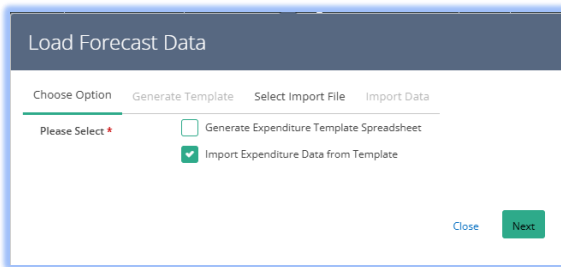 Load Forecast Data
Choose Option Generate Template Select Import File Import Data
Please Select * Generate Expenditure Template Spreadsheet
Import Expenditure Data from Template
Close Next